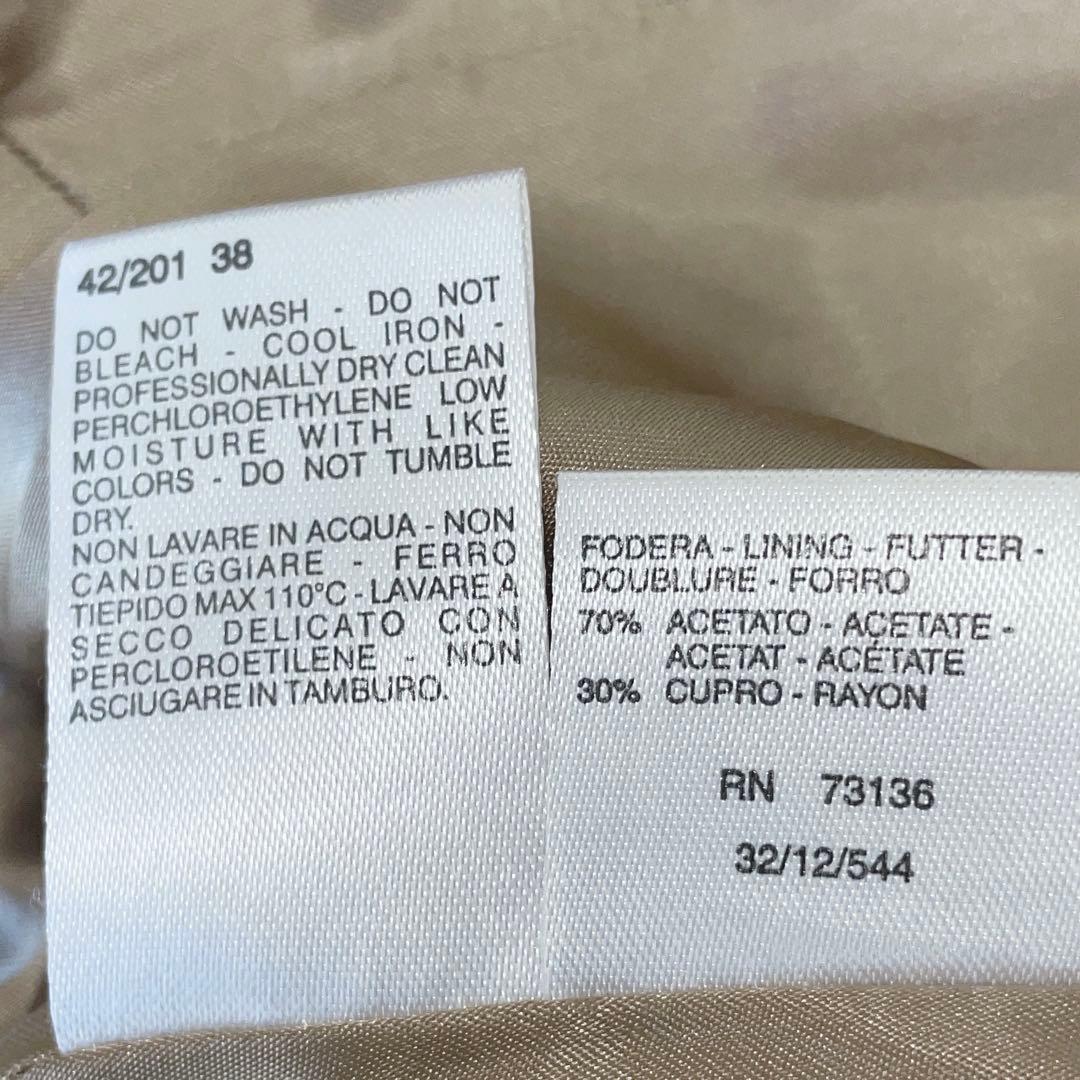 42/201 38
DO NOT WASH - DO NOT
BLEACH - COOL IRON -
PROFESSIONALLY DRY CLEAN
PERCHLOROETHYLENE LOW
MOISTURE WITH LIKE
COLORS - DO NOT TUMBLE
DRY.
NON LAVARE IN ACQUA - NON
CANDEGGIARE - FERRO
TIEPIDO MAX 110°C - LAVARE A
SECCO DELICATO CON
PERCLOROETILENE - NON
ASCIUGARE IN TAMBURO.
FODERA - LINING - FUTTER -
DOUBLURE - FORRO
70% ACETATO - ACETATE -
ACETAT - ACÉTATE
30% CUPRO - RAYON
RN 73136
32/12/544